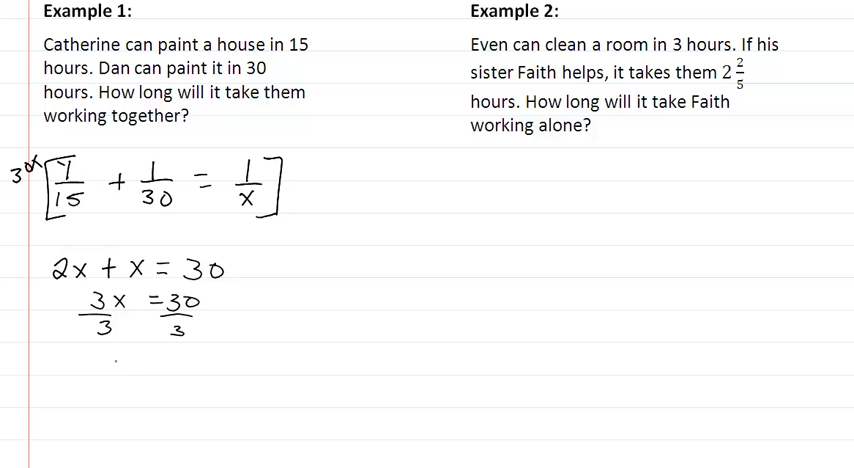 Example 1:
Catherine can paint a house in 15
hours. Dan can paint it in 30
hours. How long will it take them
working together?
30x [ 1/15 + 1/30 = 1/x ]
2x + x = 30
3x = 30
3 3
Example 2:
Even can clean a room in 3 hours. If his
sister Faith helps, it takes them 2 2/5
hours. How long will it take Faith
working alone?